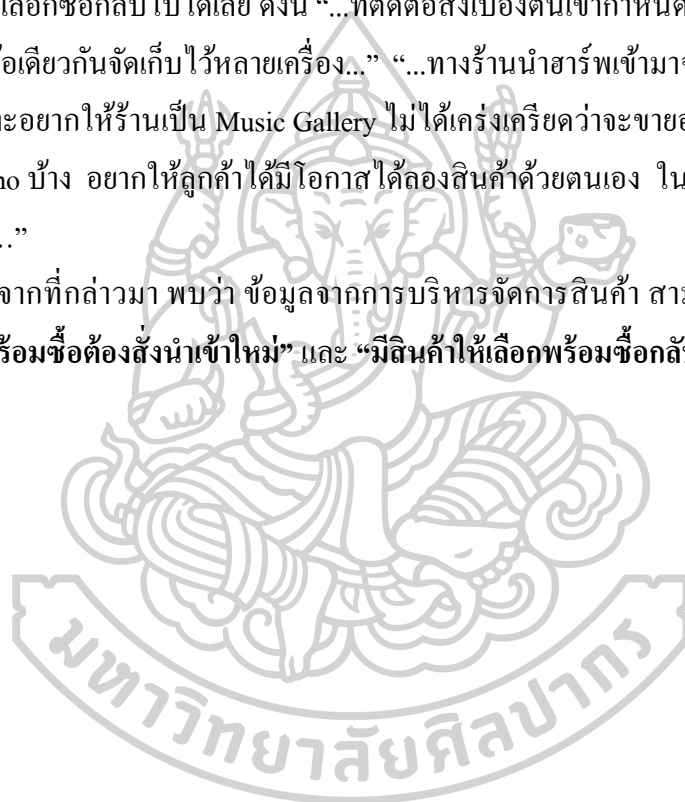 เลือกซื้อกลับไปได้เลย ดังนี้ “...ที่ติดต่อสั่งเบื้องต้นเขากำหนด
เดียวกันจัดเก็บไว้หลายเครื่อง...” “...ทางร้านนำฮาร์พเข้ามา
อยากให้ร้านเป็น Music Gallery ไม่ได้เคร่งเครียดว่าจะขาย
บ้าง อยากให้ลูกค้าได้มีโอกาสได้ลองสินค้าด้วยตนเอง ใน
...”
จากที่กล่าวมา พบว่า ข้อมูลจากการบริหารจัดการสินค้า
ร้อมซื้อต้องสั่งนำเข้าใหม่” และ “มีสินค้าให้เลือกพร้อมซื้อกลั
มหาวิทยาลัยศิลปากร